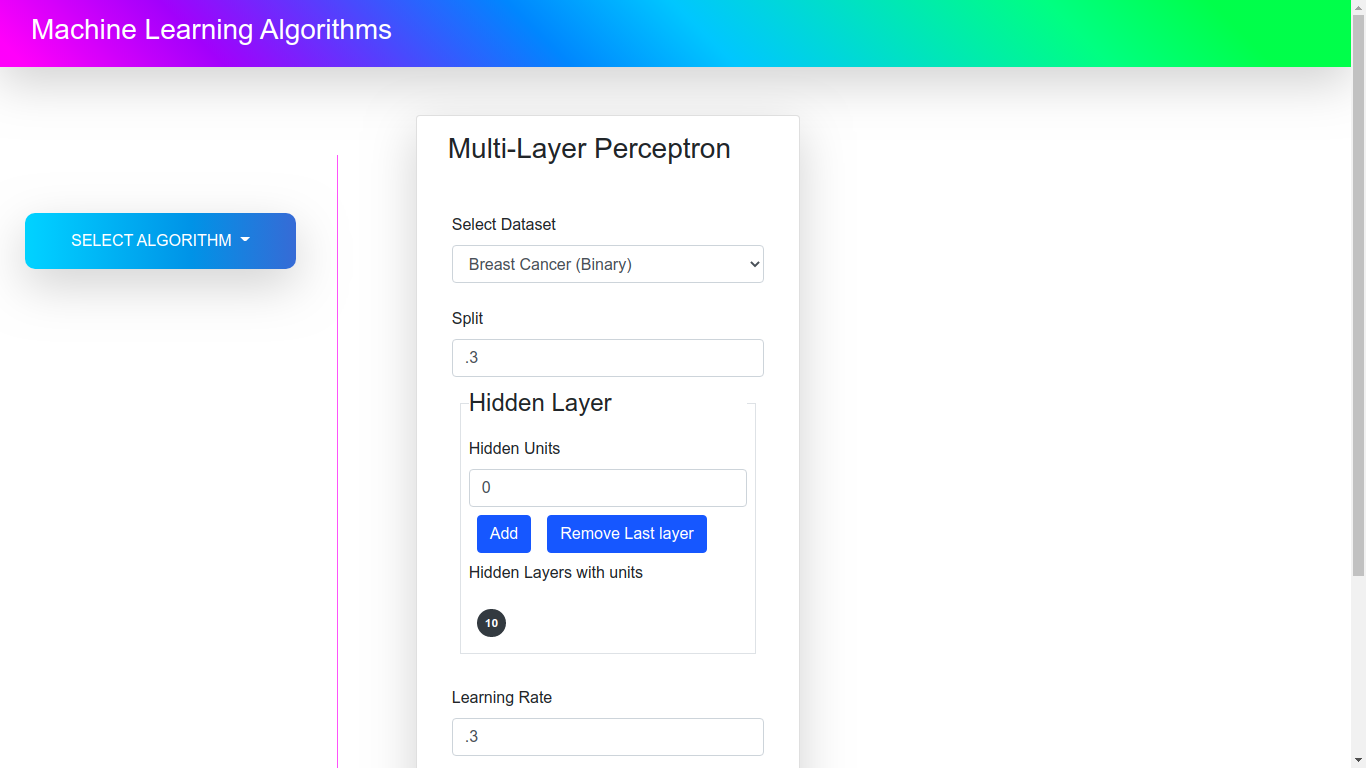 Machine Learning Algorithms
Multi-Layer Perceptron
SELECT ALGORITHM
Select Dataset
Breast Cancer (Binary)
Split
.3
Hidden Layer
Hidden Units
0
Add Remove Last layer
Hidden Layers with units
10
Learning Rate
.3